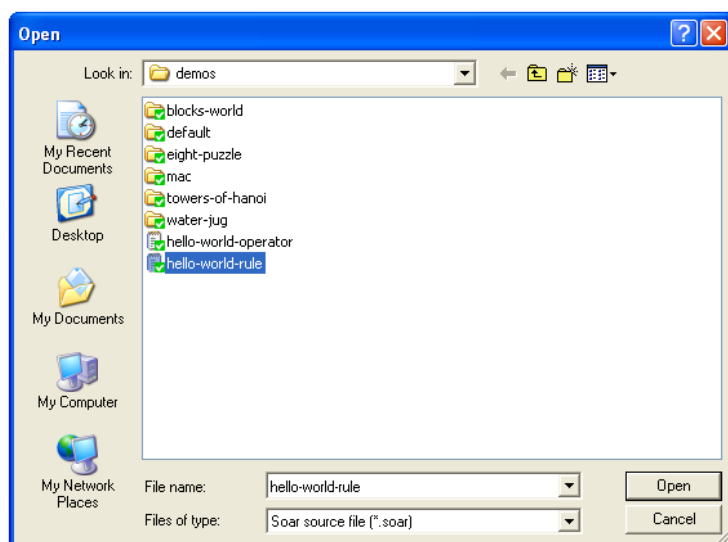 Open
Look in:
demos
My Recent
Documents
Desktop
My Documents
My Computer
My Network
Places
blocks-world
default
eight-puzzle
mac
towers-of-hanoi
water-jug
hello-world-operator
hello-world-rule
File name:
hello-world-rule
Open
Files of type:
Soar source file (*.soar)
Cancel